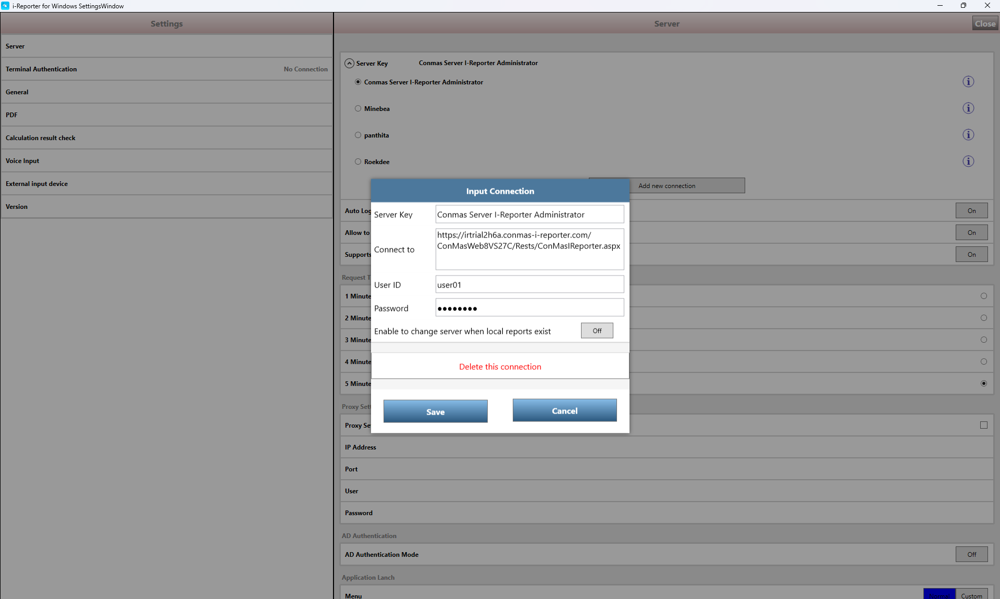 i-Reporter for Windows SettingsWindow
Settings
Server
Close
Server
Terminal Authentication No Connection
General
PDF
Calculation result check
Voice Input
External input device
Version
Server Key Conmas Server I-Reporter Administrator
Conmas Server I-Reporter Administrator
Minebea
panthita
Roekdee
Add new connection
Auto Log
On
Allow to
On
Supports
On
Request T
1 Minute
2 Minute
3 Minute
4 Minute
5 Minute
Proxy Sett
Proxy Se
IP Address
Port
User
Password
AD Authentication
AD Authentication Mode Off
Application Lanch
Menu Normal Custom
Input Connection
Server Key Conmas Server I-Reporter Administrator
Connect to
https://irtrial2h6a.conmas-i-reporter.com/
ConMasWeb8VS27C/Rests/ConMasIReporter.aspx
User ID user01
Password ●●●●●●●●
Enable to change server when local reports exist Off
Delete this connection
Save Cancel